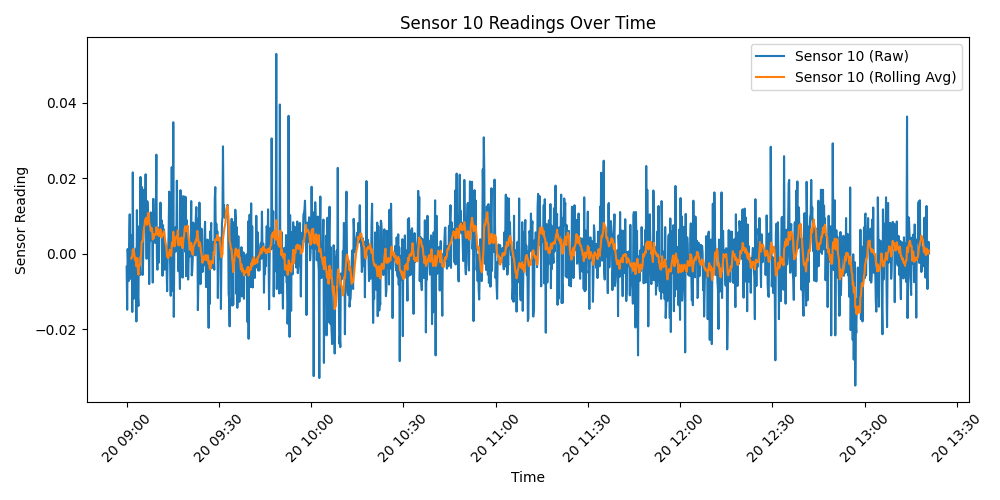 Sensor 10 Readings Over Time
Sensor 10 (Raw)
Sensor 10 (Rolling Avg)
Sensor Reading
0.04
0.02
0.00
−0.02
20 09:00
20 09:30
20 10:00
20 10:30
20 11:00
20 11:30
20 12:00
20 12:30
20 13:00
20 13:30
Time